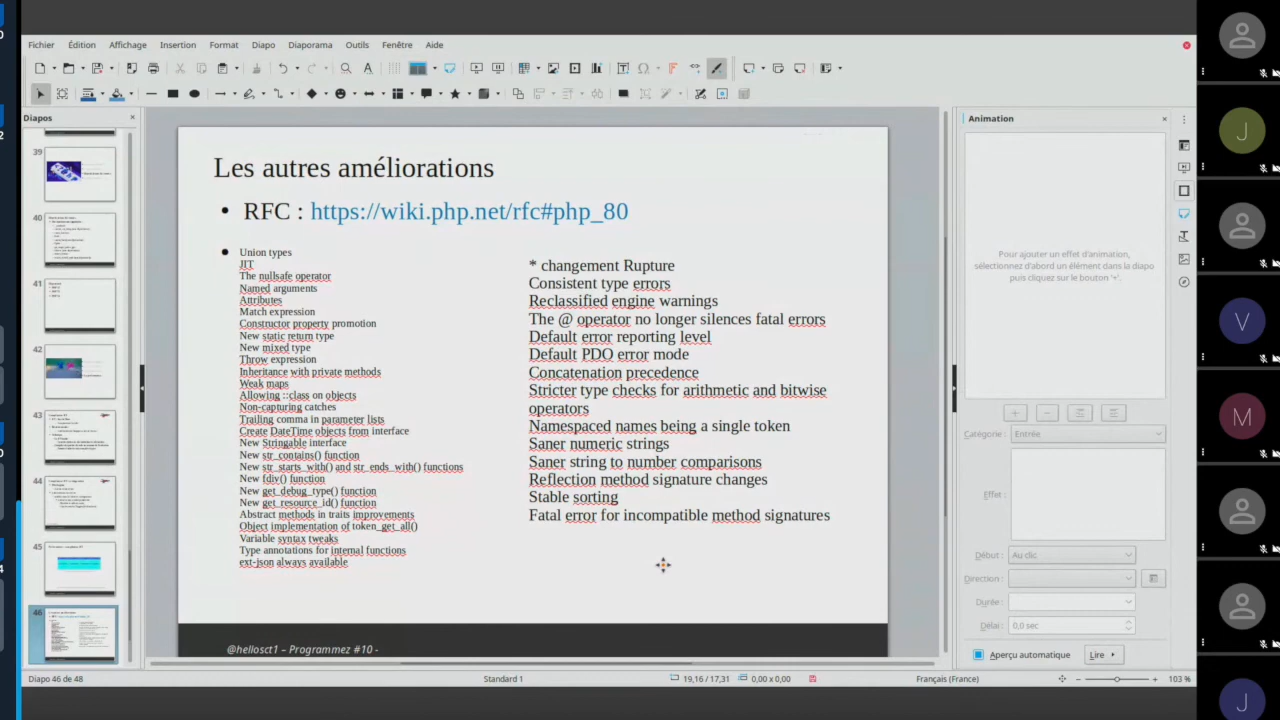 Fichier Édition Affichage Insertion Format Diapo Diaporama Outils Fenêtre Aide
Diapos
39
40
41
42
43
44
45
46
Les autres améliorations
• RFC : https://wiki.php.net/rfc#php_80
• Union types
JIT
The nullsafe operator
Named arguments
Attributes
Match expression
Constructor property promotion
New static return type
New mixed type
Throw expression
Inheritance with private methods
Weak maps
Allowing ::class on objects
Non-capturing catches
Trailing comma in parameter lists
Create DateTime objects from interface
New Stringable interface
New str_contains() function
New str_starts_with() and str_ends_with() functions
New fdiv() function
New get_debug_type() function
New get_resource_id() function
Abstract methods in traits improvements
Object implementation of token_get_all()
Variable syntax tweaks
Type annotations for internal functions
ext-json always available
* changement Rupture
Consistent type errors
Reclassified engine warnings
The @ operator no longer silences fatal errors
Default error reporting level
Default PDO error mode
Concatenation precedence
Stricter type checks for arithmetic and bitwise
operators
Namespaced names being a single token
Saner numeric strings
Saner string to number comparisons
Reflection method signature changes
Stable sorting
Fatal error for incompatible method signatures
@hellosct1 – Programmez #10 -
Animation
Pour ajouter un effet d'animation,
sélectionnez d'abord un élément dans la diapo
puis cliquez sur le bouton '+'.
Catégorie : Entrée
Effet :
Début : Au clic
Direction :
Durée :
Délai : 0,0 sec
Aperçu automatique Lire
Diapo 46 de 48 Standard 1 19,16 / 17,31 0,00 x 0,00 Français (France) 103 %
J
V
M
J